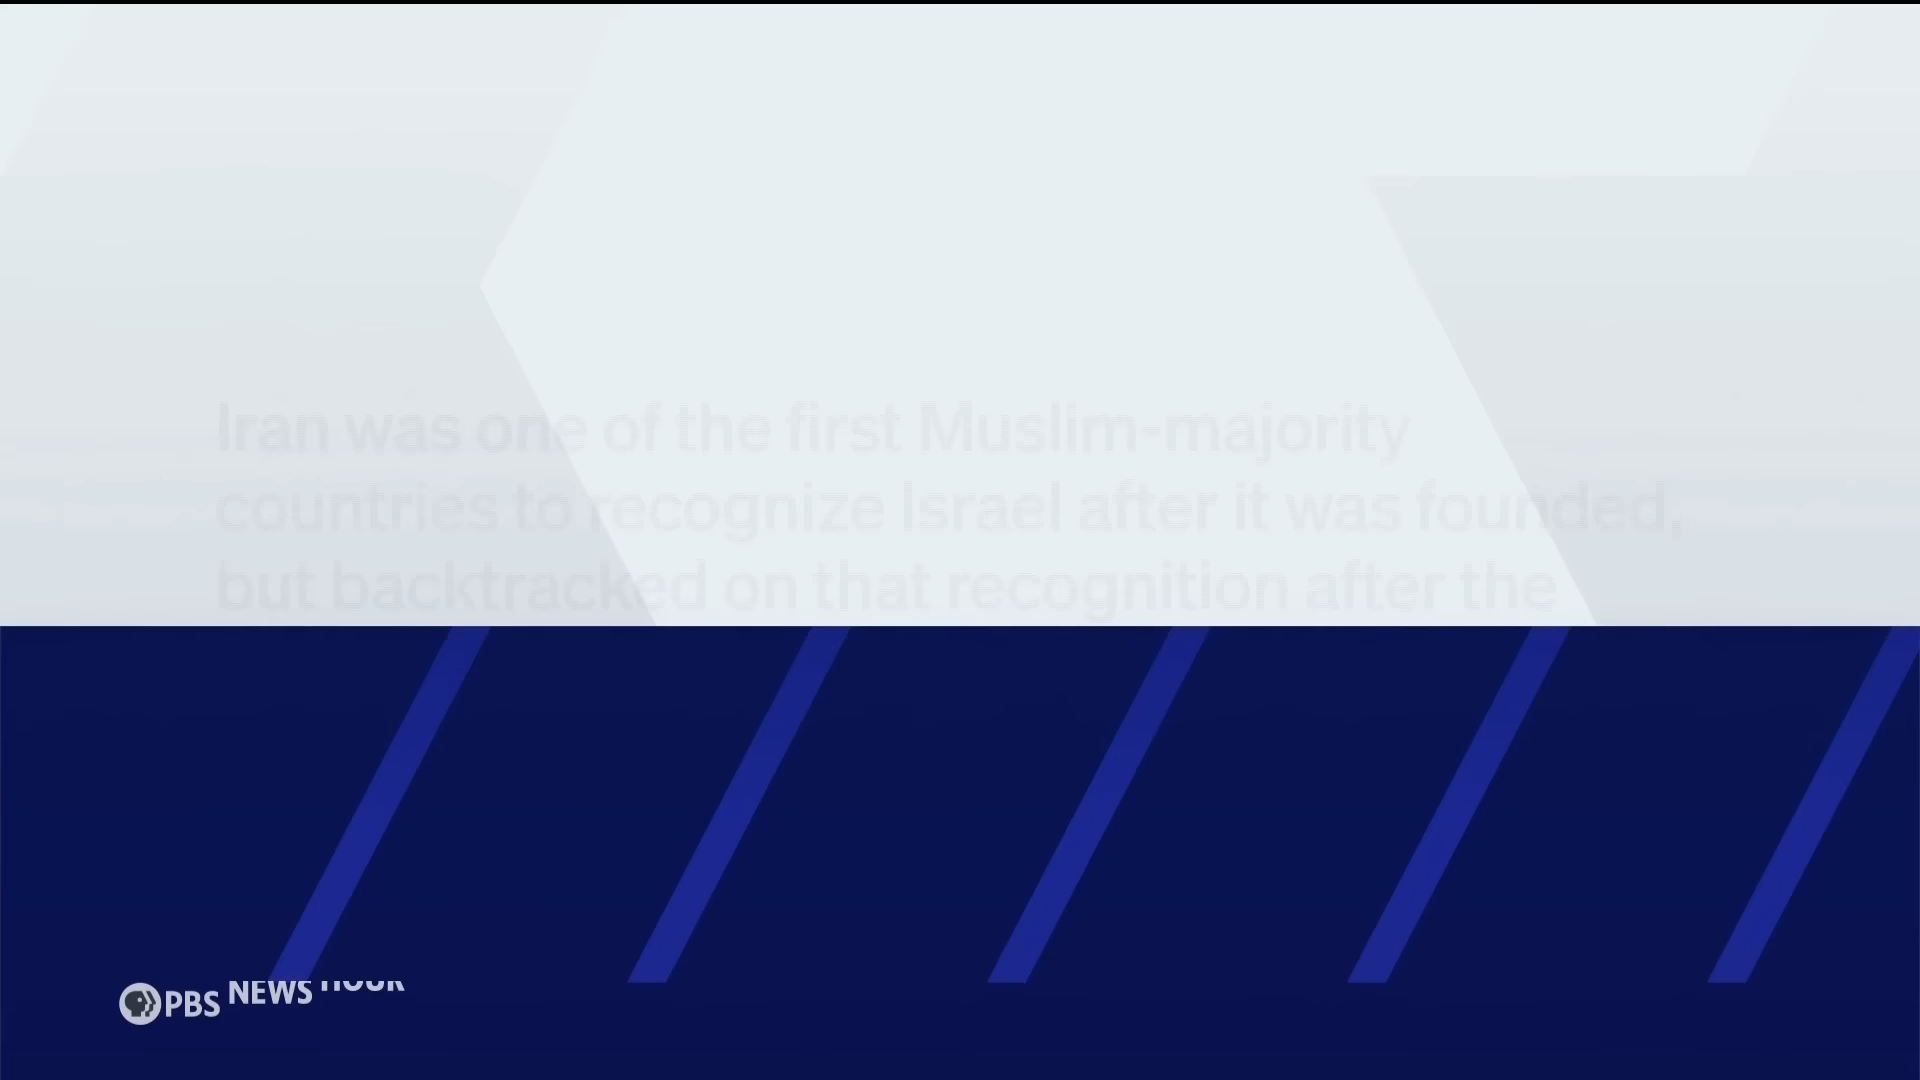 Iran was one of the first Muslim-majority
countries to recognize Israel after it was founded,
but backtracked on that recognition after the
PBS NEWS HOUR